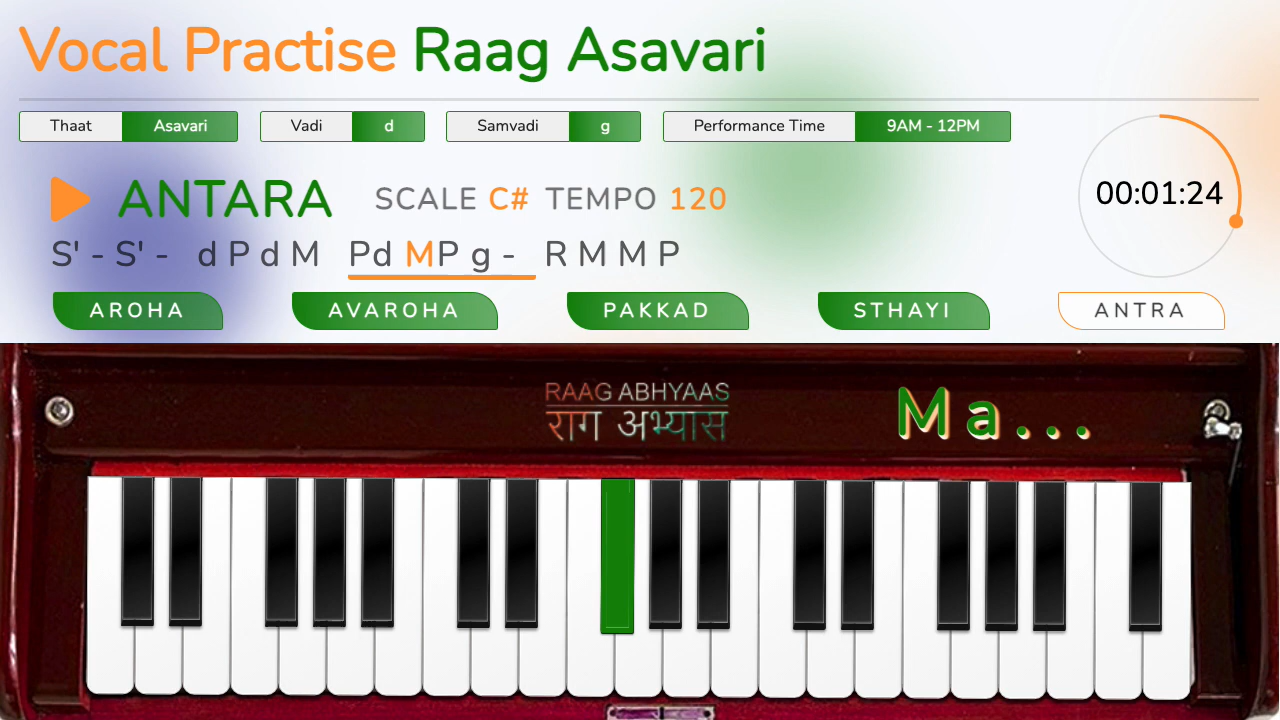 Vocal Practise Raag Asavari
Thaat Asavari Vadi d Samvadi g Performance Time 9AM - 12PM
00:01:24
ANTARA SCALE C# TEMPO 120
S' - S' - d P d M Pd MP g - R M M P
AROHA AVAROHA PAKKAD STHAYI ANTRA
RAAG ABHYAAS
राग अभ्यास
Ma...